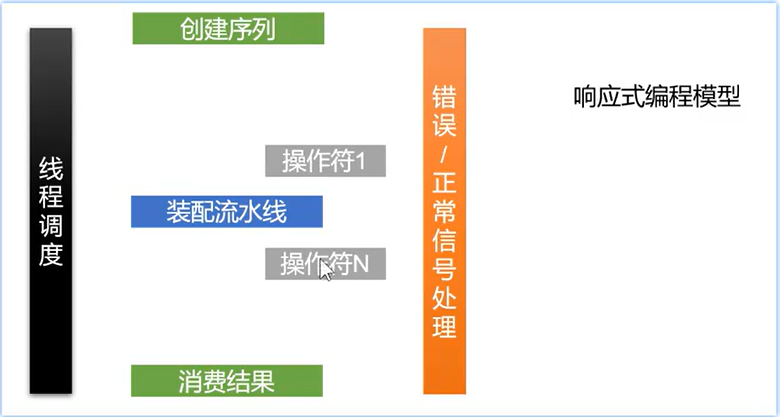 创建序列
线程调度
错误/正常信号处理
响应式编程模型
操作符1
装配流水线
操作符N
消费结果